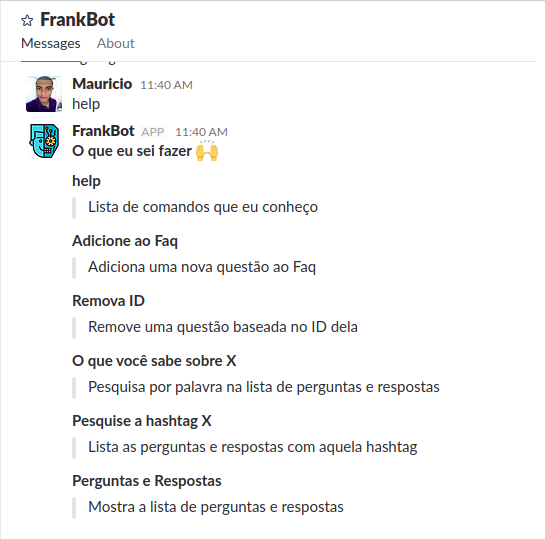 FrankBot
Messages About
Mauricio 11:40 AM
help
FrankBot APP 11:40 AM
O que eu sei fazer
help
Lista de comandos que eu conheço
Adicione ao Faq
Adiciona uma nova questão ao Faq
Remova ID
Remove uma questão baseada no ID dela
O que você sabe sobre X
Pesquisa por palavra na lista de perguntas e respostas
Pesquise a hashtag X
Lista as perguntas e respostas com aquela hashtag
Perguntas e Respostas
Mostra a lista de perguntas e respostas